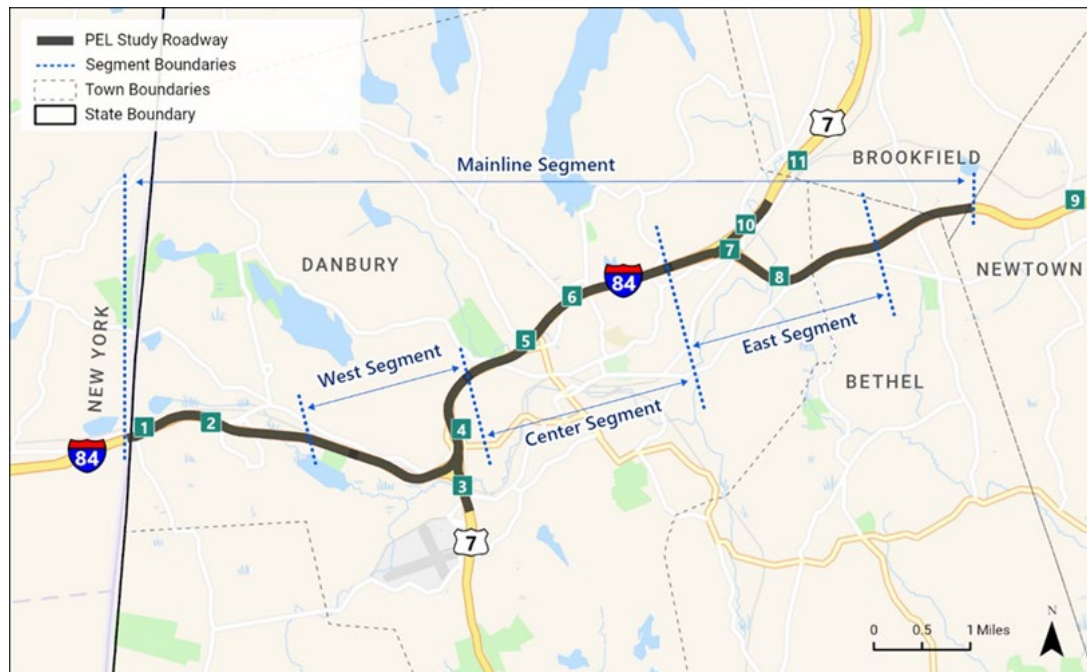 PEL Study Roadway
Segment Boundaries
Town Boundaries
State Boundary
7
11
BROOKFIELD
Mainline Segment
9
10
7
DANBURY
8
NEWTOWN
84
6
NEW YORK
5
East Segment
West Segment
BETHEL
Center Segment
1
2
4
84
3
7
N
0 0.5 1 Miles